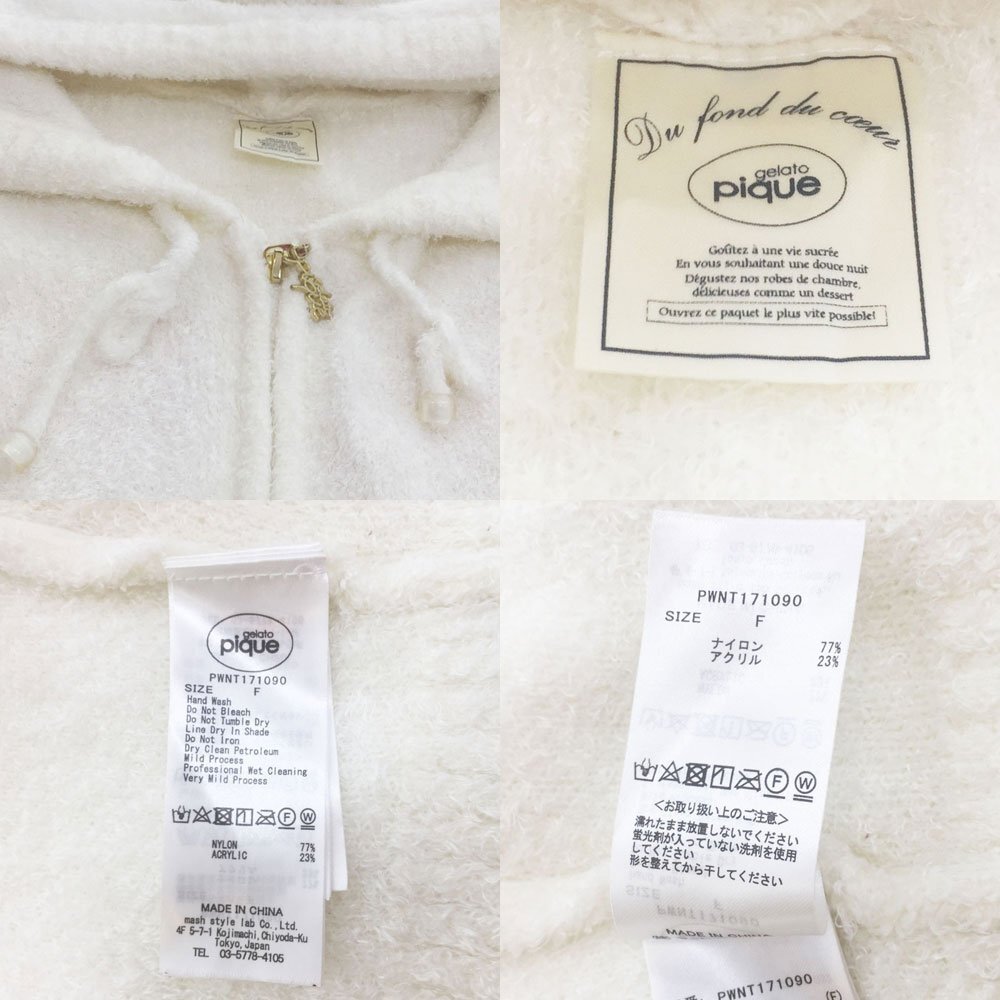 Du fond du cœur
gelato
pique
Goûtez à une vie sucrée
En vous souhaitant une douce nuit
Dégustez nos robes de chambre,
délicieuses comme un dessert
Ouvrez ce paquet le plus vite possible!
gelato
pique
PWNT171090
SIZE F
Hand Wash
Do Not Bleach
Do Not Tumble Dry
Line Dry In Shade
Do Not Iron
Dry Clean Petroleum
Mild Process
Professional Wet Cleaning
Very Mild Process
F W
NYLON 77%
ACRYLIC 23%
MADE IN CHINA
mash style lab Co., Ltd.
4F 5-7-1 Kojimachi,Chiyoda-Ku
Tokyo,Japan
TEL 03-5778-4105
PWNT171090
SIZE F
ナイロン 77%
アクリル 23%
F W
<お取り扱い上のご注意>
濡れたまま放置しないでください
蛍光剤が入っていない洗剤を使用
してください
形を整えてから干してください
PWNT171090
(F)